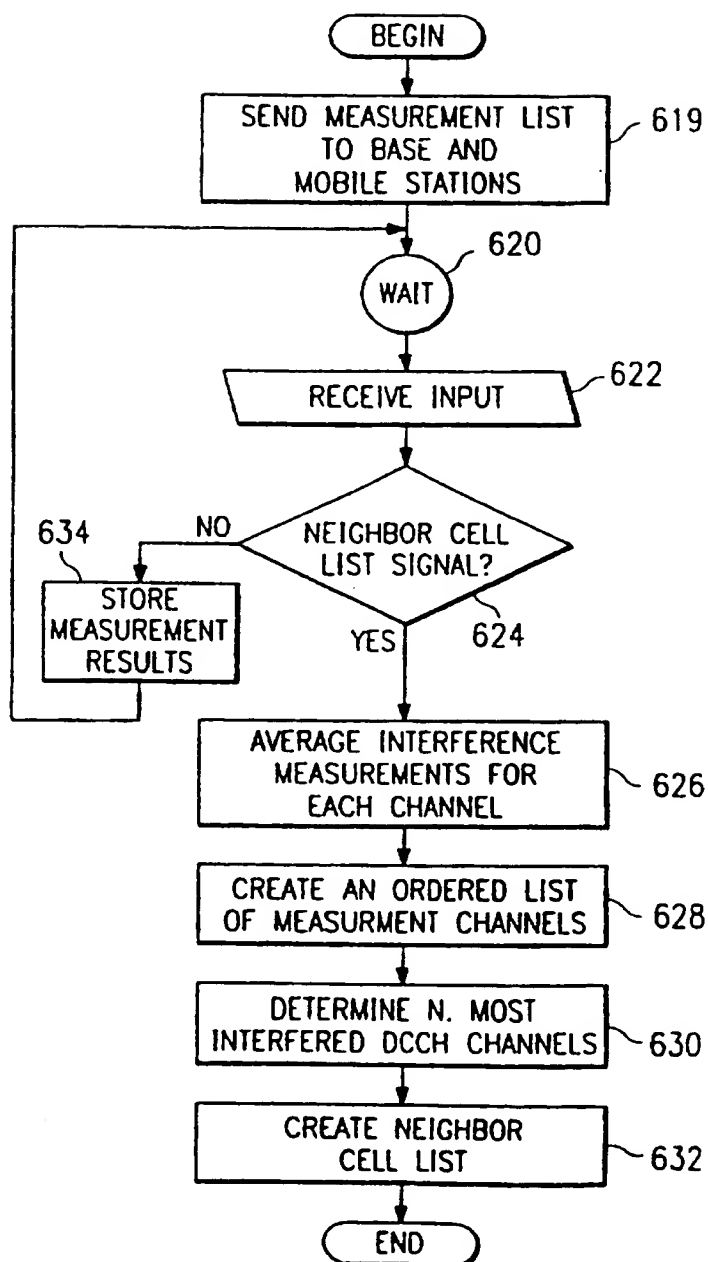 BEGIN
SEND MEASUREMENT LIST
TO BASE AND
MOBILE STATIONS
619
620
WAIT
RECEIVE INPUT
622
NEIGHBOR CELL
LIST SIGNAL?
624
NO
634
STORE
MEASUREMENT
RESULTS
YES
AVERAGE INTERFERENCE
MEASUREMENTS FOR
EACH CHANNEL
626
CREATE AN ORDERED LIST
OF MEASURMENT CHANNELS
628
DETERMINE N. MOST
INTERFERED DCCH CHANNELS
630
CREATE NEIGHBOR
CELL LIST
632
END